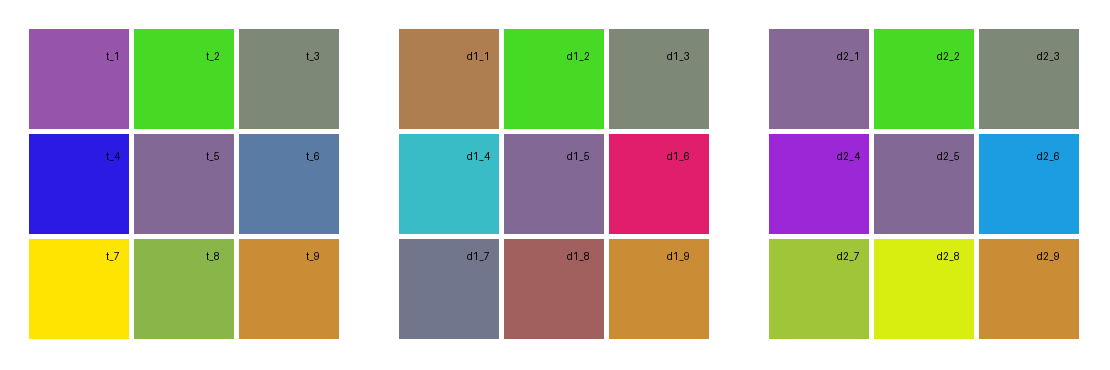 t_1 t_2 t_3 d1_1 d1_2 d1_3 d2_1 d2_2 d2_3
t_4 t_5 t_6 d1_4 d1_5 d1_6 d2_4 d2_5 d2_6
t_7 t_8 t_9 d1_7 d1_8 d1_9 d2_7 d2_8 d2_9